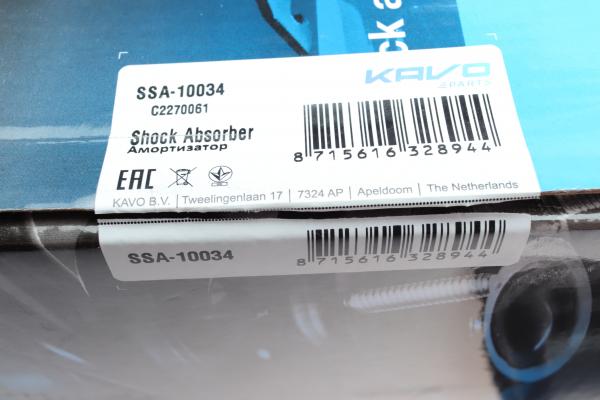 ck a
KAVO
PARTS
SSA-10034
C2270061
Shock Absorber
Амортизатор
8 715616 328944
EAC
KAVO B.V. | Tweelingenlaan 17 | 7324 AP | Apeldoorn | The Netherlands
SSA-10034
8 715616 328944